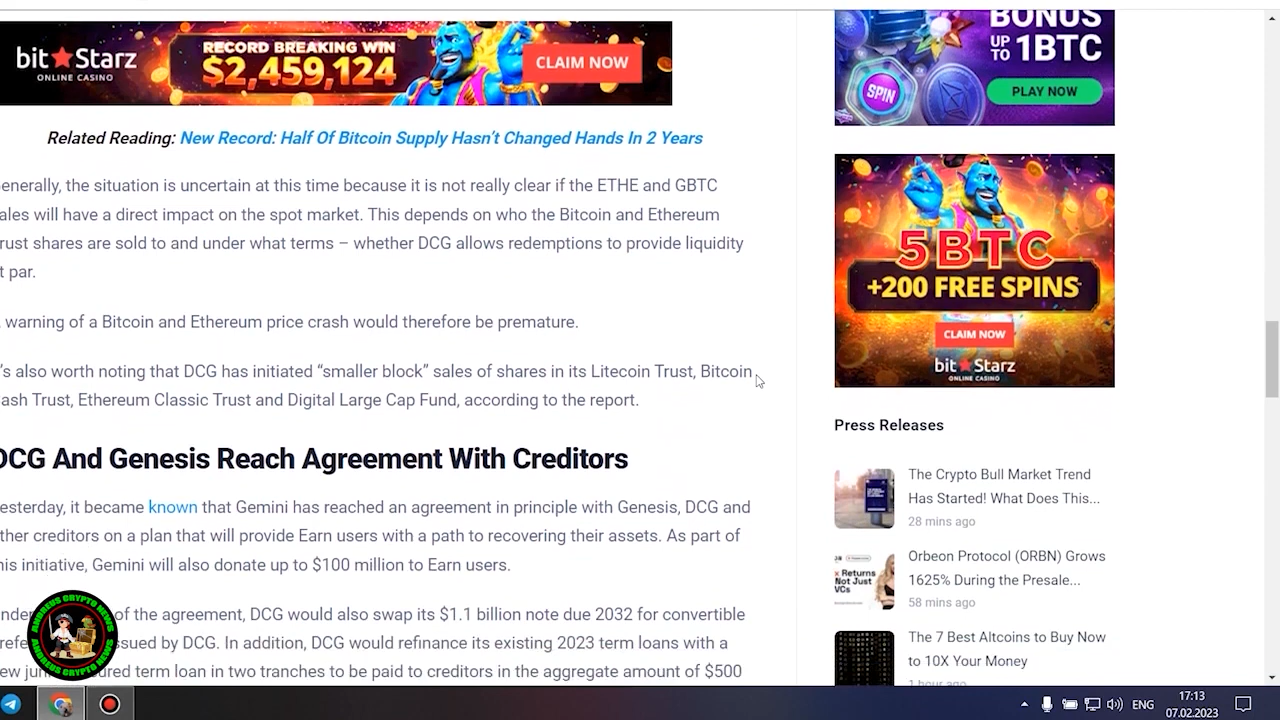 bit★Starz
ONLINE CASINO
RECORD BREAKING WIN
$2,459,124
CLAIM NOW
BONUS
UP TO 1BTC
SPIN
PLAY NOW
Related Reading: New Record: Half Of Bitcoin Supply Hasn't Changed Hands In 2 Years
enerally, the situation is uncertain at this time because it is not really clear if the ETHE and GBTC
ales will have a direct impact on the spot market. This depends on who the Bitcoin and Ethereum
rust shares are sold to and under what terms – whether DCG allows redemptions to provide liquidity
t par.
warning of a Bitcoin and Ethereum price crash would therefore be premature.
's also worth noting that DCG has initiated “smaller block” sales of shares in its Litecoin Trust, Bitcoin
ash Trust, Ethereum Classic Trust and Digital Large Cap Fund, according to the report.
DCG And Genesis Reach Agreement With Creditors
esterday, it became known that Gemini has reached an agreement in principle with Genesis, DCG and
ther creditors on a plan that will provide Earn users with a path to recovering their assets. As part of
his initiative, Gemini will also donate up to $100 million to Earn users.
of the agreement, DCG would also swap its $1.1 billion note due 2032 for convertible
ssued by DCG. In addition, DCG would refinance its existing 2023 term loans with a
ew jun ured term loan in two tranches to be paid to creditors in the aggregate amount of $500
5BTC
+200 FREE SPINS
CLAIM NOW
bit★Starz
ONLINE CASINO
Press Releases
The Crypto Bull Market Trend
Has Started! What Does This...
28 mins ago
Orbeon Protocol (ORBN) Grows
1625% During the Presale...
58 mins ago
The 7 Best Altcoins to Buy Now
to 10X Your Money
1 hour ago
ANDREUS CRYPTO NEWS
ANDREUS CRYPTO NEWS
ENG
17:13
07.02.2023